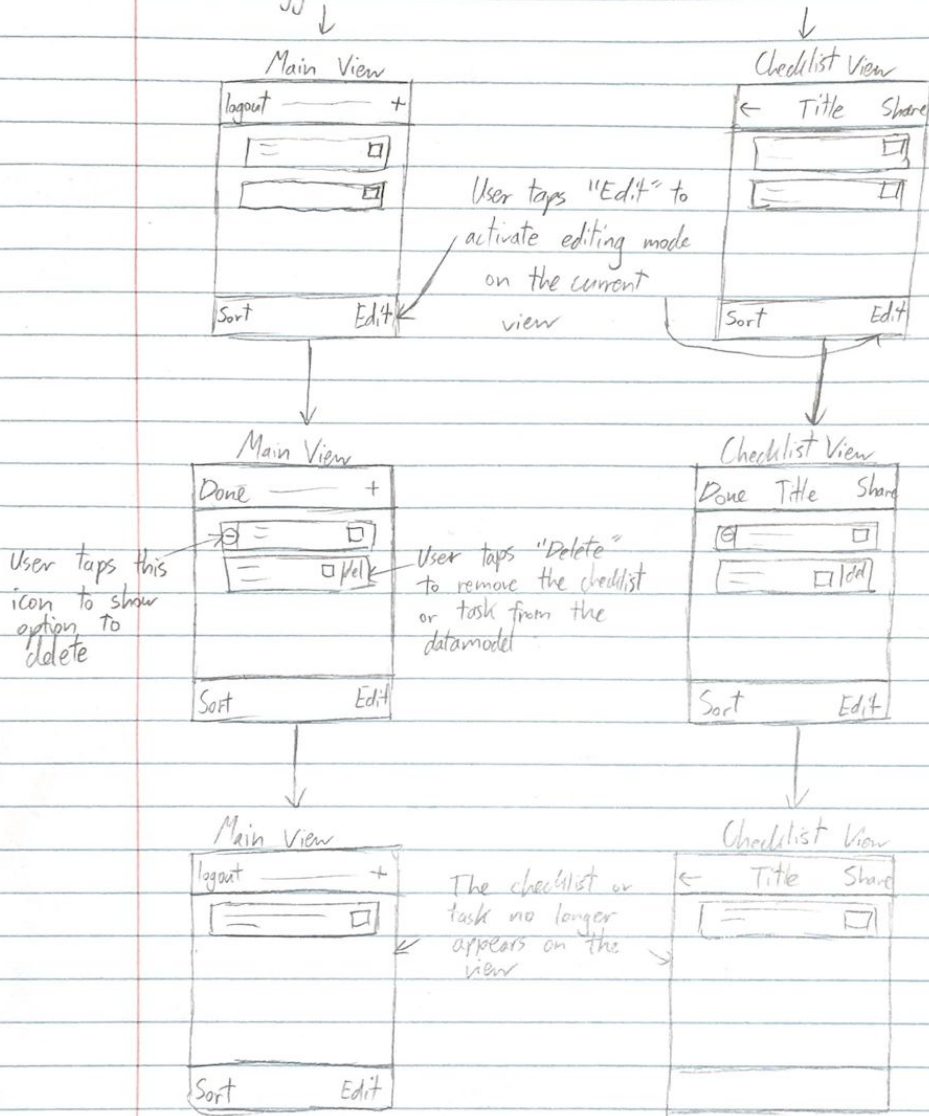 Main View
Checklist View
logout +
← Title Share
User taps "Edit" to
activate editing mode
on the current
view
Sort Edit
Sort Edit
Main View
Checklist View
Done +
Done Title Share
User taps this
icon to show
option to
delete
Del
User taps "Delete"
to remove the checklist
or task from the
datamodel
del
Sort Edit
Sort Edit
Main View
Checklist View
logout +
← Title Share
The checklist or
task no longer
appears on the
view
Sort Edit